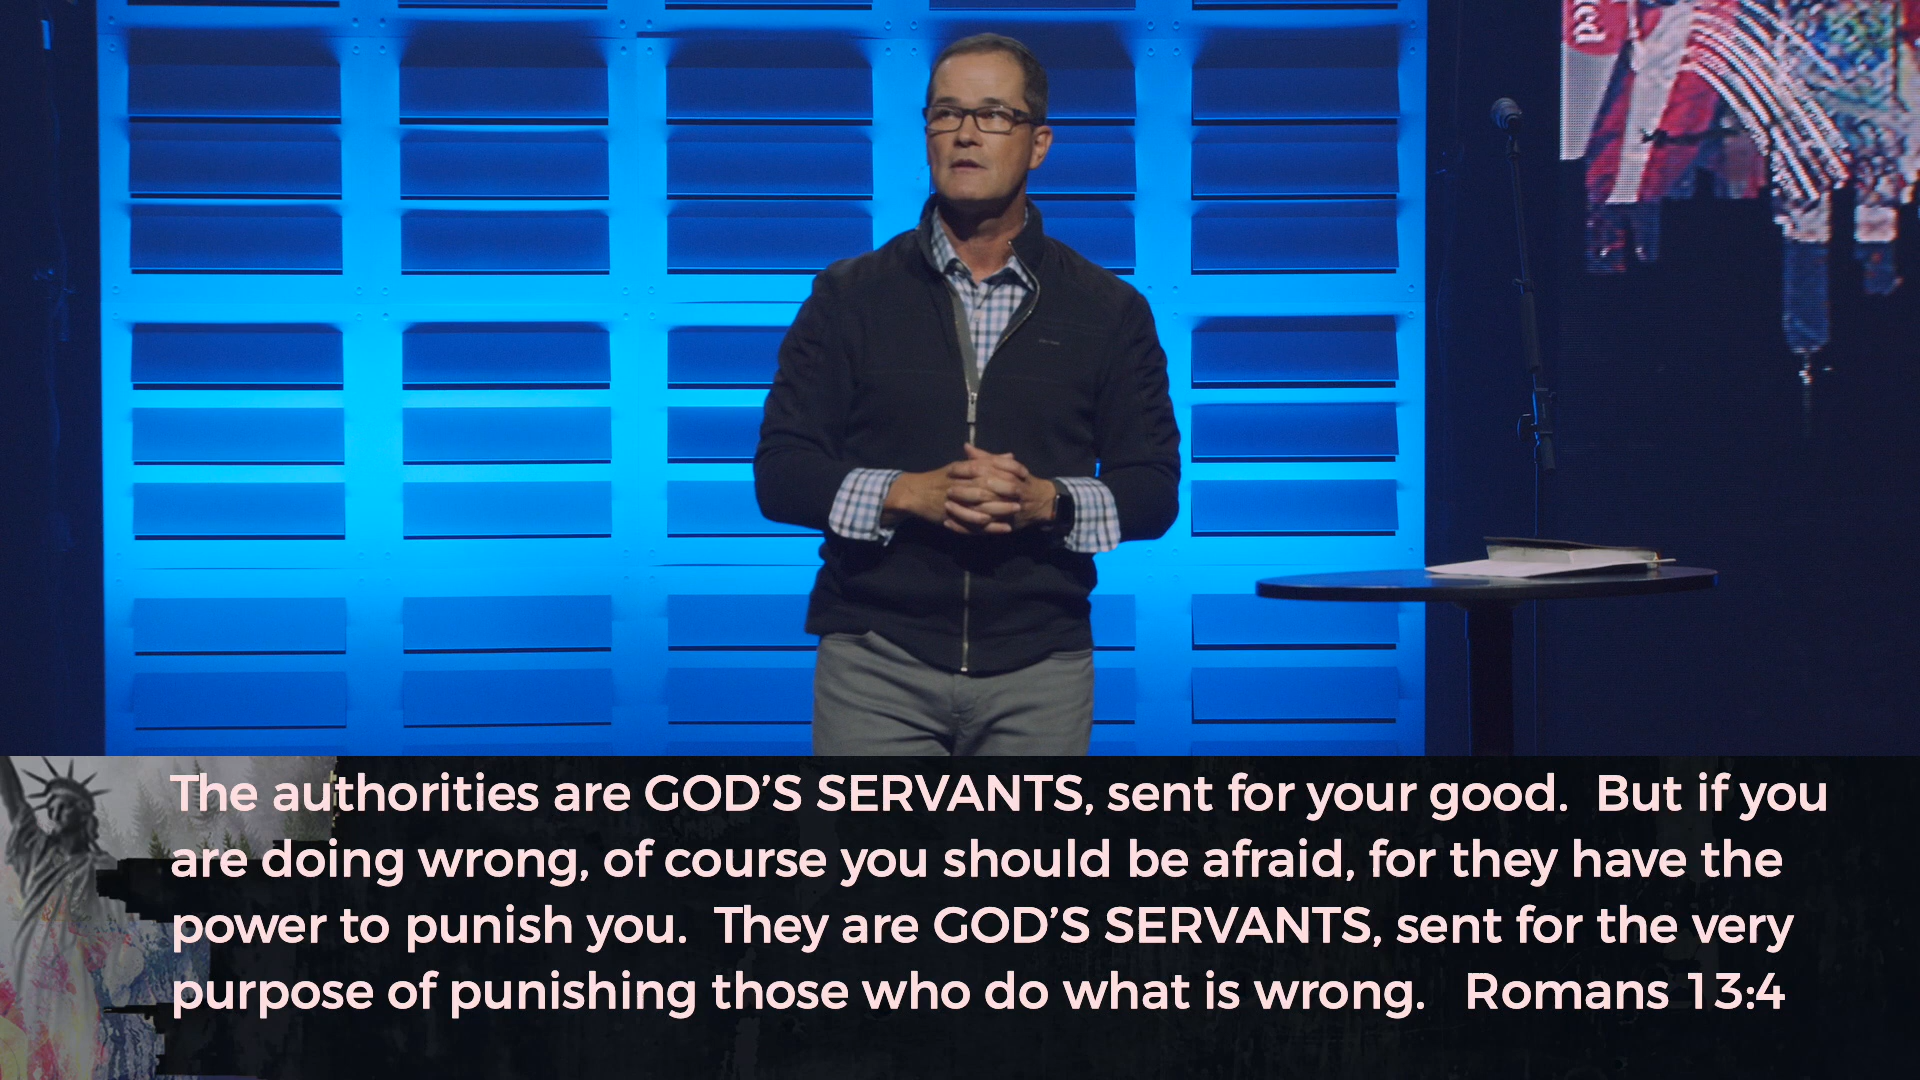 The authorities are GOD’S SERVANTS, sent for your good.  But if you
are doing wrong, of course you should be afraid, for they have the
power to punish you.  They are GOD’S SERVANTS, sent for the very
purpose of punishing those who do what is wrong.   Romans 13:4